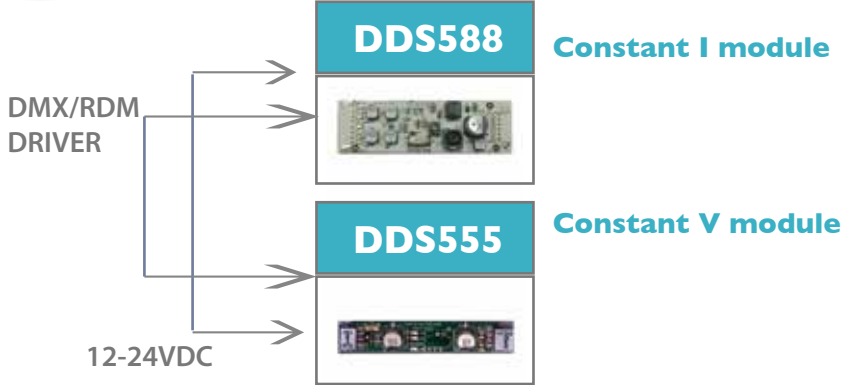 DDS588
Constant I module
DMX/RDM
DRIVER
DDS555
Constant V module
12-24VDC